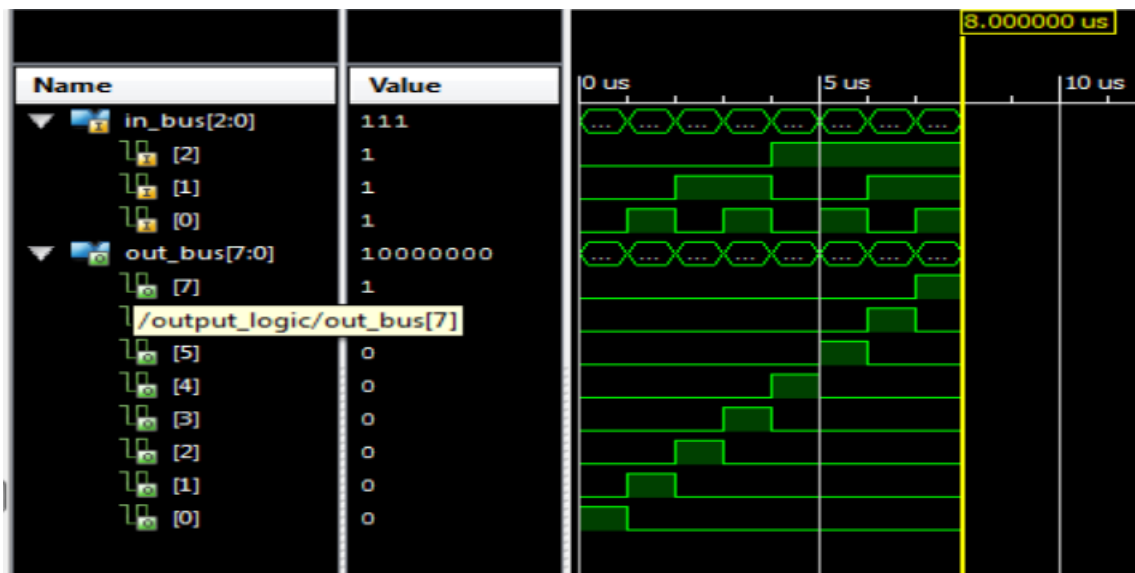 8.000000 us
Name Value 0 us 5 us 10 us
in_bus[2:0] 111 ... ... ... ... ... ... ... ...
[2] 1
[1] 1
[0] 1
out_bus[7:0] 10000000 ... ... ... ... ... ... ... ...
[7] 1
/output_logic/out_bus[7]
[5] 0
[4] 0
[3] 0
[2] 0
[1] 0
[0] 0